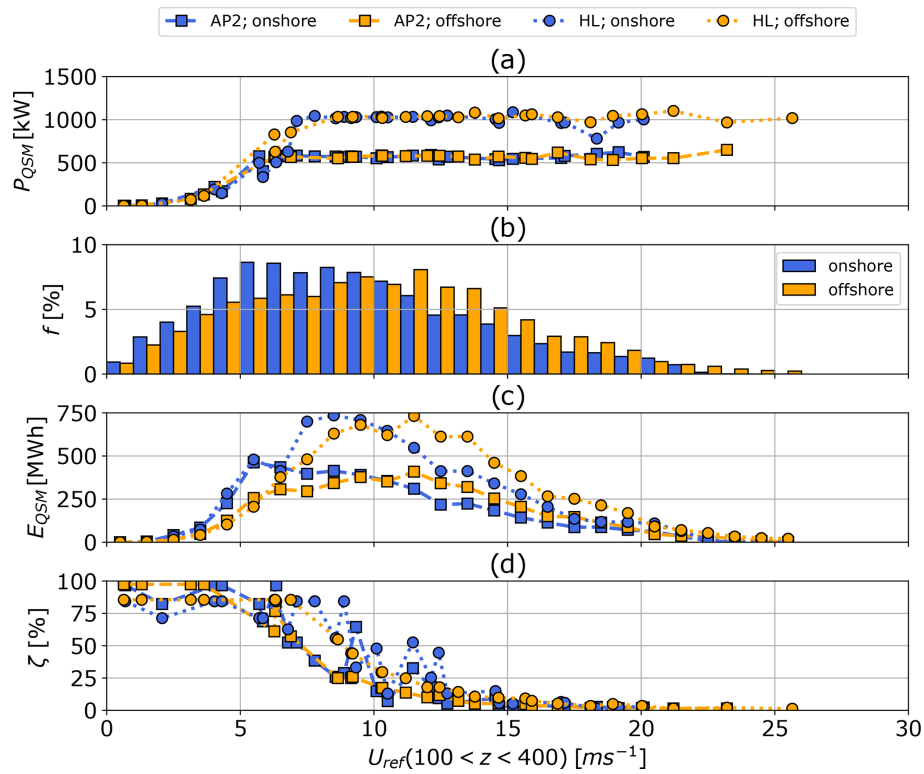 AP2; onshore AP2; offshore HL; onshore HL; offshore
(a)
P_QSM [kW]
1500
1000
500
0
(b)
f [%]
10
5
0
onshore
offshore
(c)
E_QSM [MWh]
750
500
250
0
(d)
ζ [%]
100
75
50
25
0
0 5 10 15 20 25 30
U_ref(100 < z < 400) [ms⁻¹]